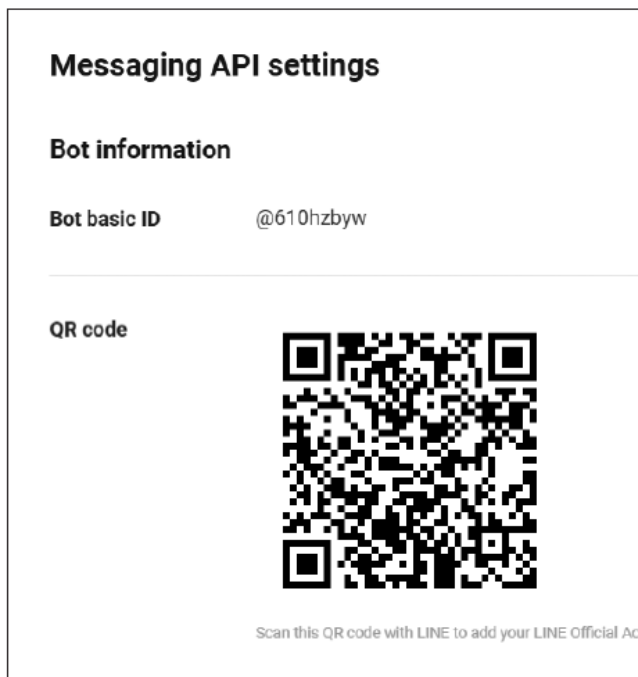 Messaging API settings
Bot information
Bot basic ID @610hzbyw
QR code
Scan this QR code with LINE to add your LINE Official